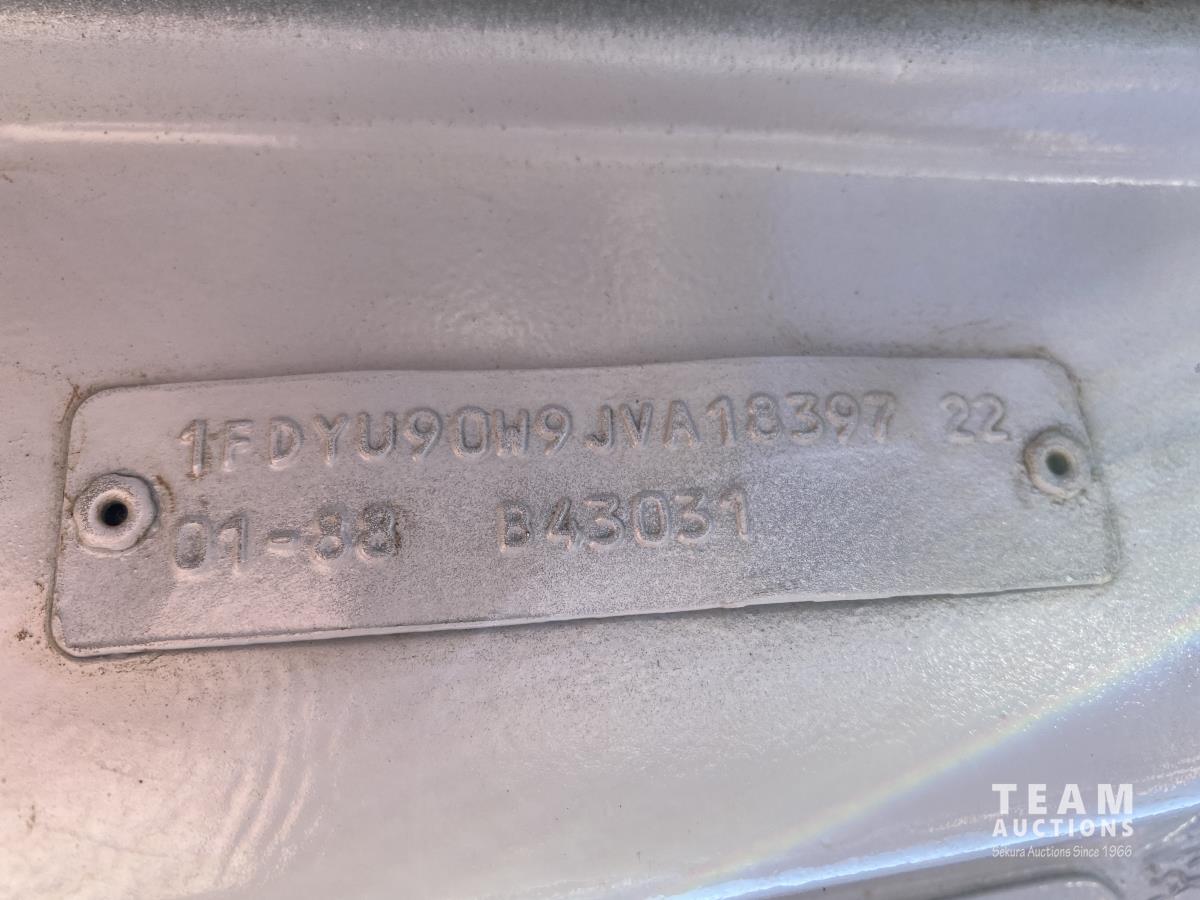 1FDYU90W9JVA18397 22
01-88 B43031
TEAM
AUCTIONS
Sekura Auctions Since 1966